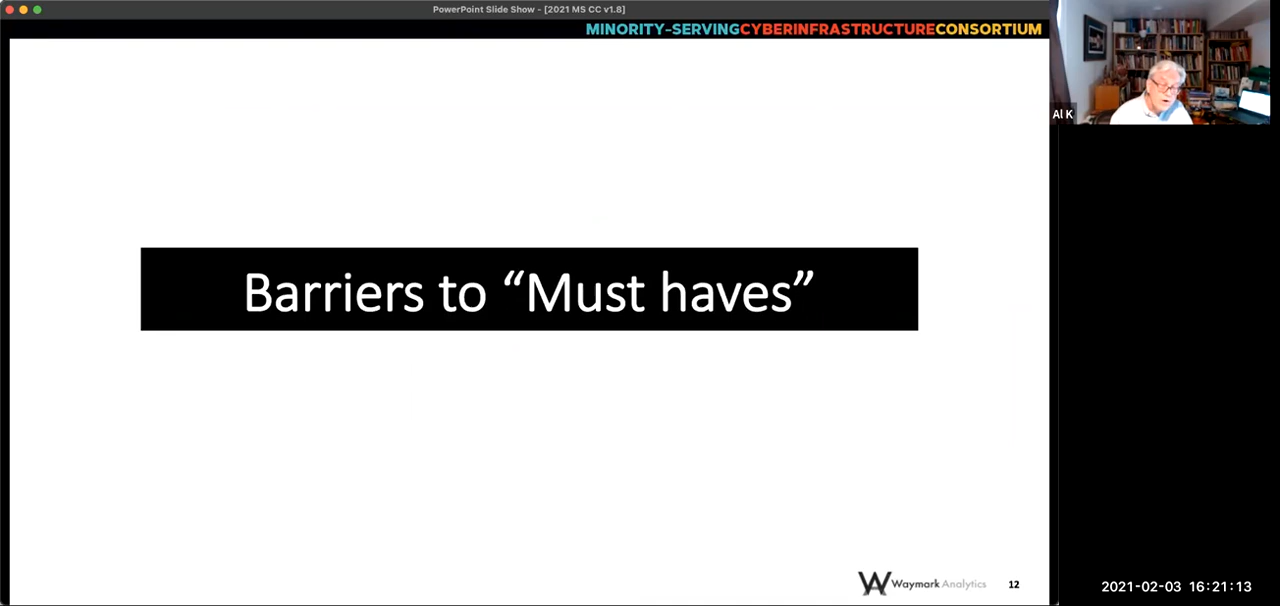 PowerPoint Slide Show - [2021 MS CC v1.8]
MINORITY-SERVINGCYBERINFRASTRUCTURECONSORTIUM
Al K
Barriers to “Must haves”
Waymark Analytics
12
2021-02-03 16:21:13